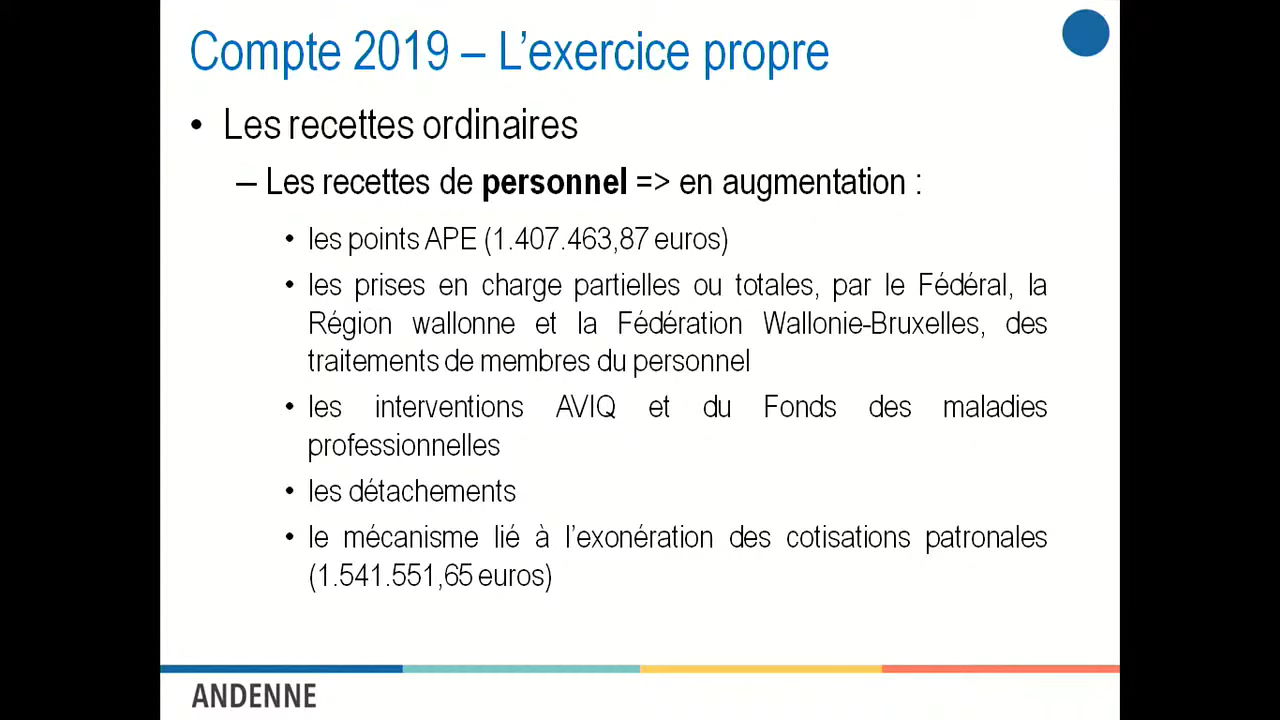 Compte 2019 – L’exercice propre
• Les recettes ordinaires
– Les recettes de personnel => en augmentation :
• les points APE (1.407.463,87 euros)
• les prises en charge partielles ou totales, par le Fédéral, la
Région wallonne et la Fédération Wallonie-Bruxelles, des
traitements de membres du personnel
• les interventions AVIQ et du Fonds des maladies
professionnelles
• les détachements
• le mécanisme lié à l’exonération des cotisations patronales
(1.541.551,65 euros)
ANDENNE